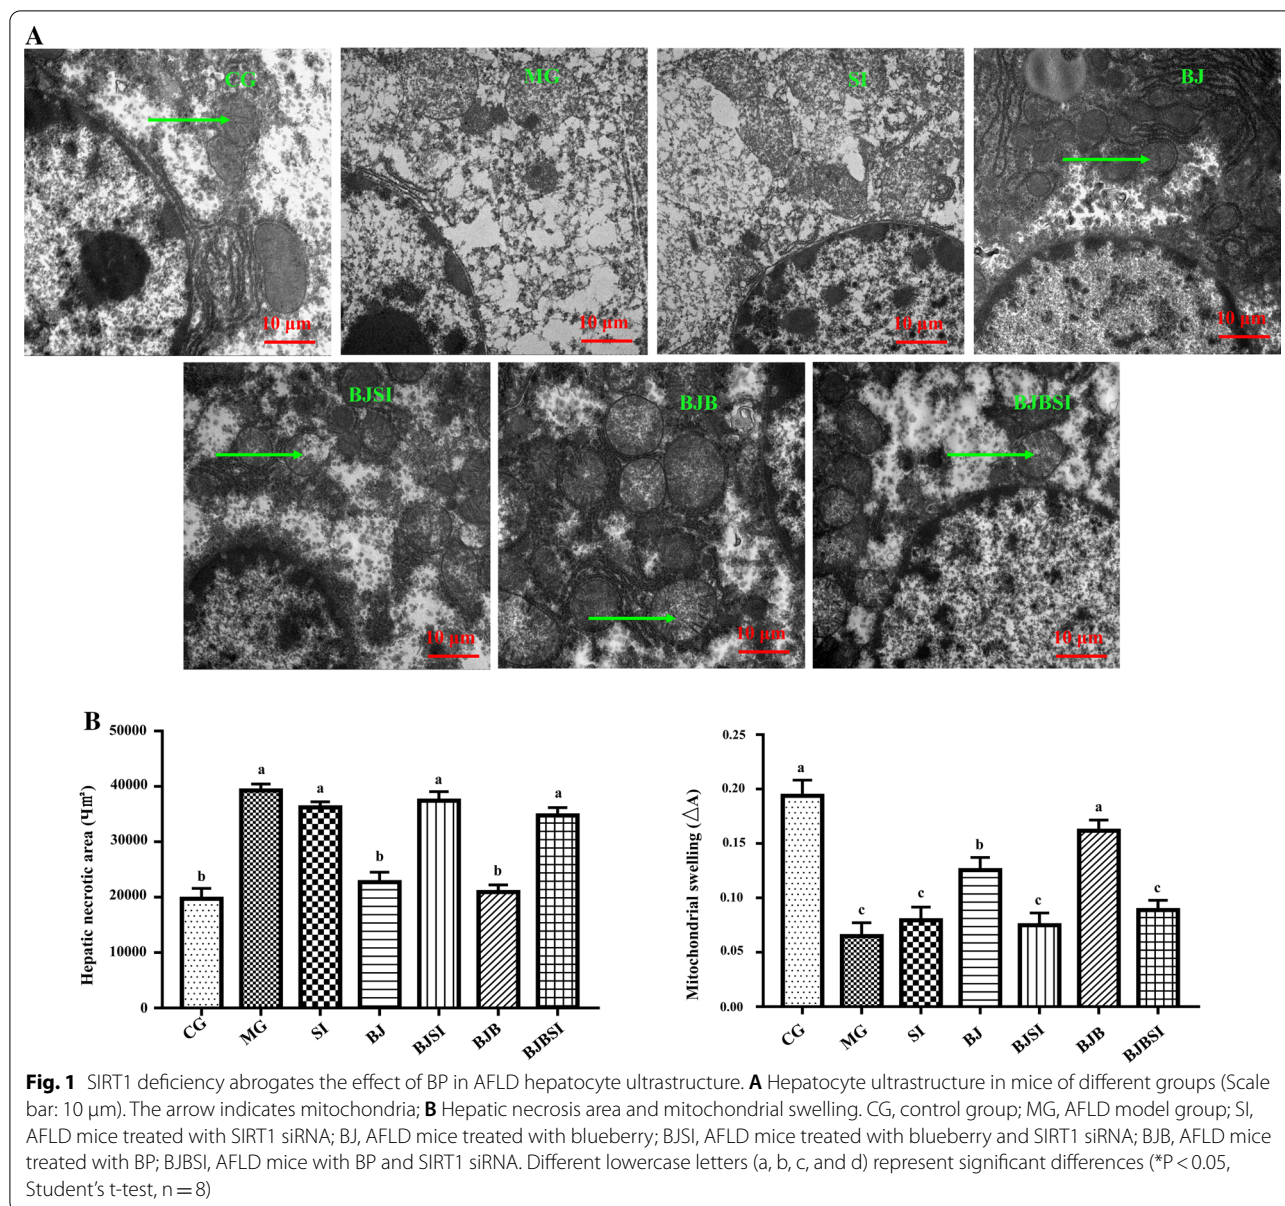 A
CG
MG
SI
BJ
10 µm
10 µm
10 µm
10 µm
BJSI
BJB
BJBSI
10 µm
10 µm
10 µm
B
Hepatic necrotic area (Чm²)
50000
40000
30000
20000
10000
0
b
a
a
b
a
b
a
CG
MG
SI
BJ
BJSI
BJB
BJBSI
Mitochondrial swelling (△A)
0.25
0.20
0.15
0.10
0.05
0.00
a
c
c
b
c
a
c
CG
MG
SI
BJ
BJSI
BJB
BJBSI
Fig. 1 SIRT1 deficiency abrogates the effect of BP in AFLD hepatocyte ultrastructure. A Hepatocyte ultrastructure in mice of different groups (Scale
bar: 10 µm). The arrow indicates mitochondria; B Hepatic necrosis area and mitochondrial swelling. CG, control group; MG, AFLD model group; SI,
AFLD mice treated with SIRT1 siRNA; BJ, AFLD mice treated with blueberry; BJSI, AFLD mice treated with blueberry and SIRT1 siRNA; BJB, AFLD mice
treated with BP; BJBSI, AFLD mice with BP and SIRT1 siRNA. Different lowercase letters (a, b, c, and d) represent significant differences (*P < 0.05,
Student's t-test, n = 8)